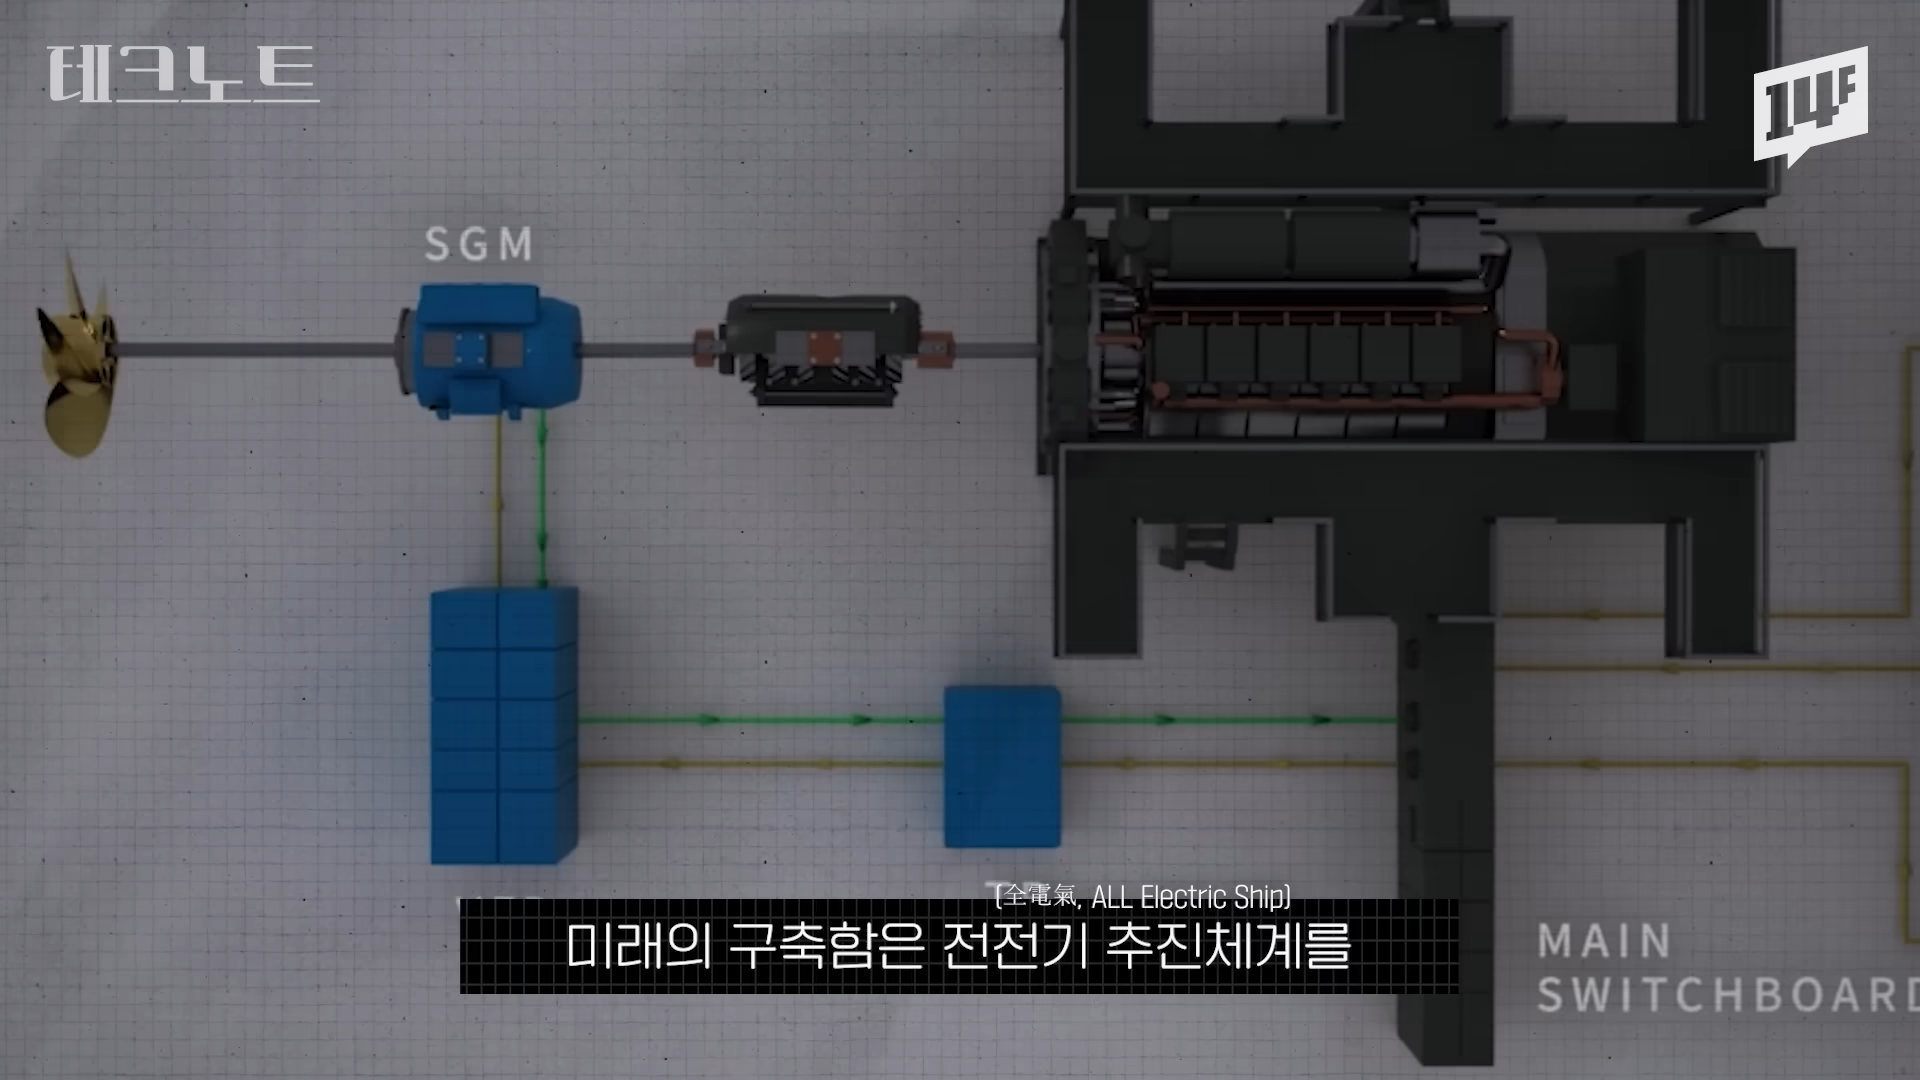 테크노트
14F
SGM
(全電氣, ALL Electric Ship)
미래의 구축함은 전전기 추진체계를
MAIN
SWITCHBOARD